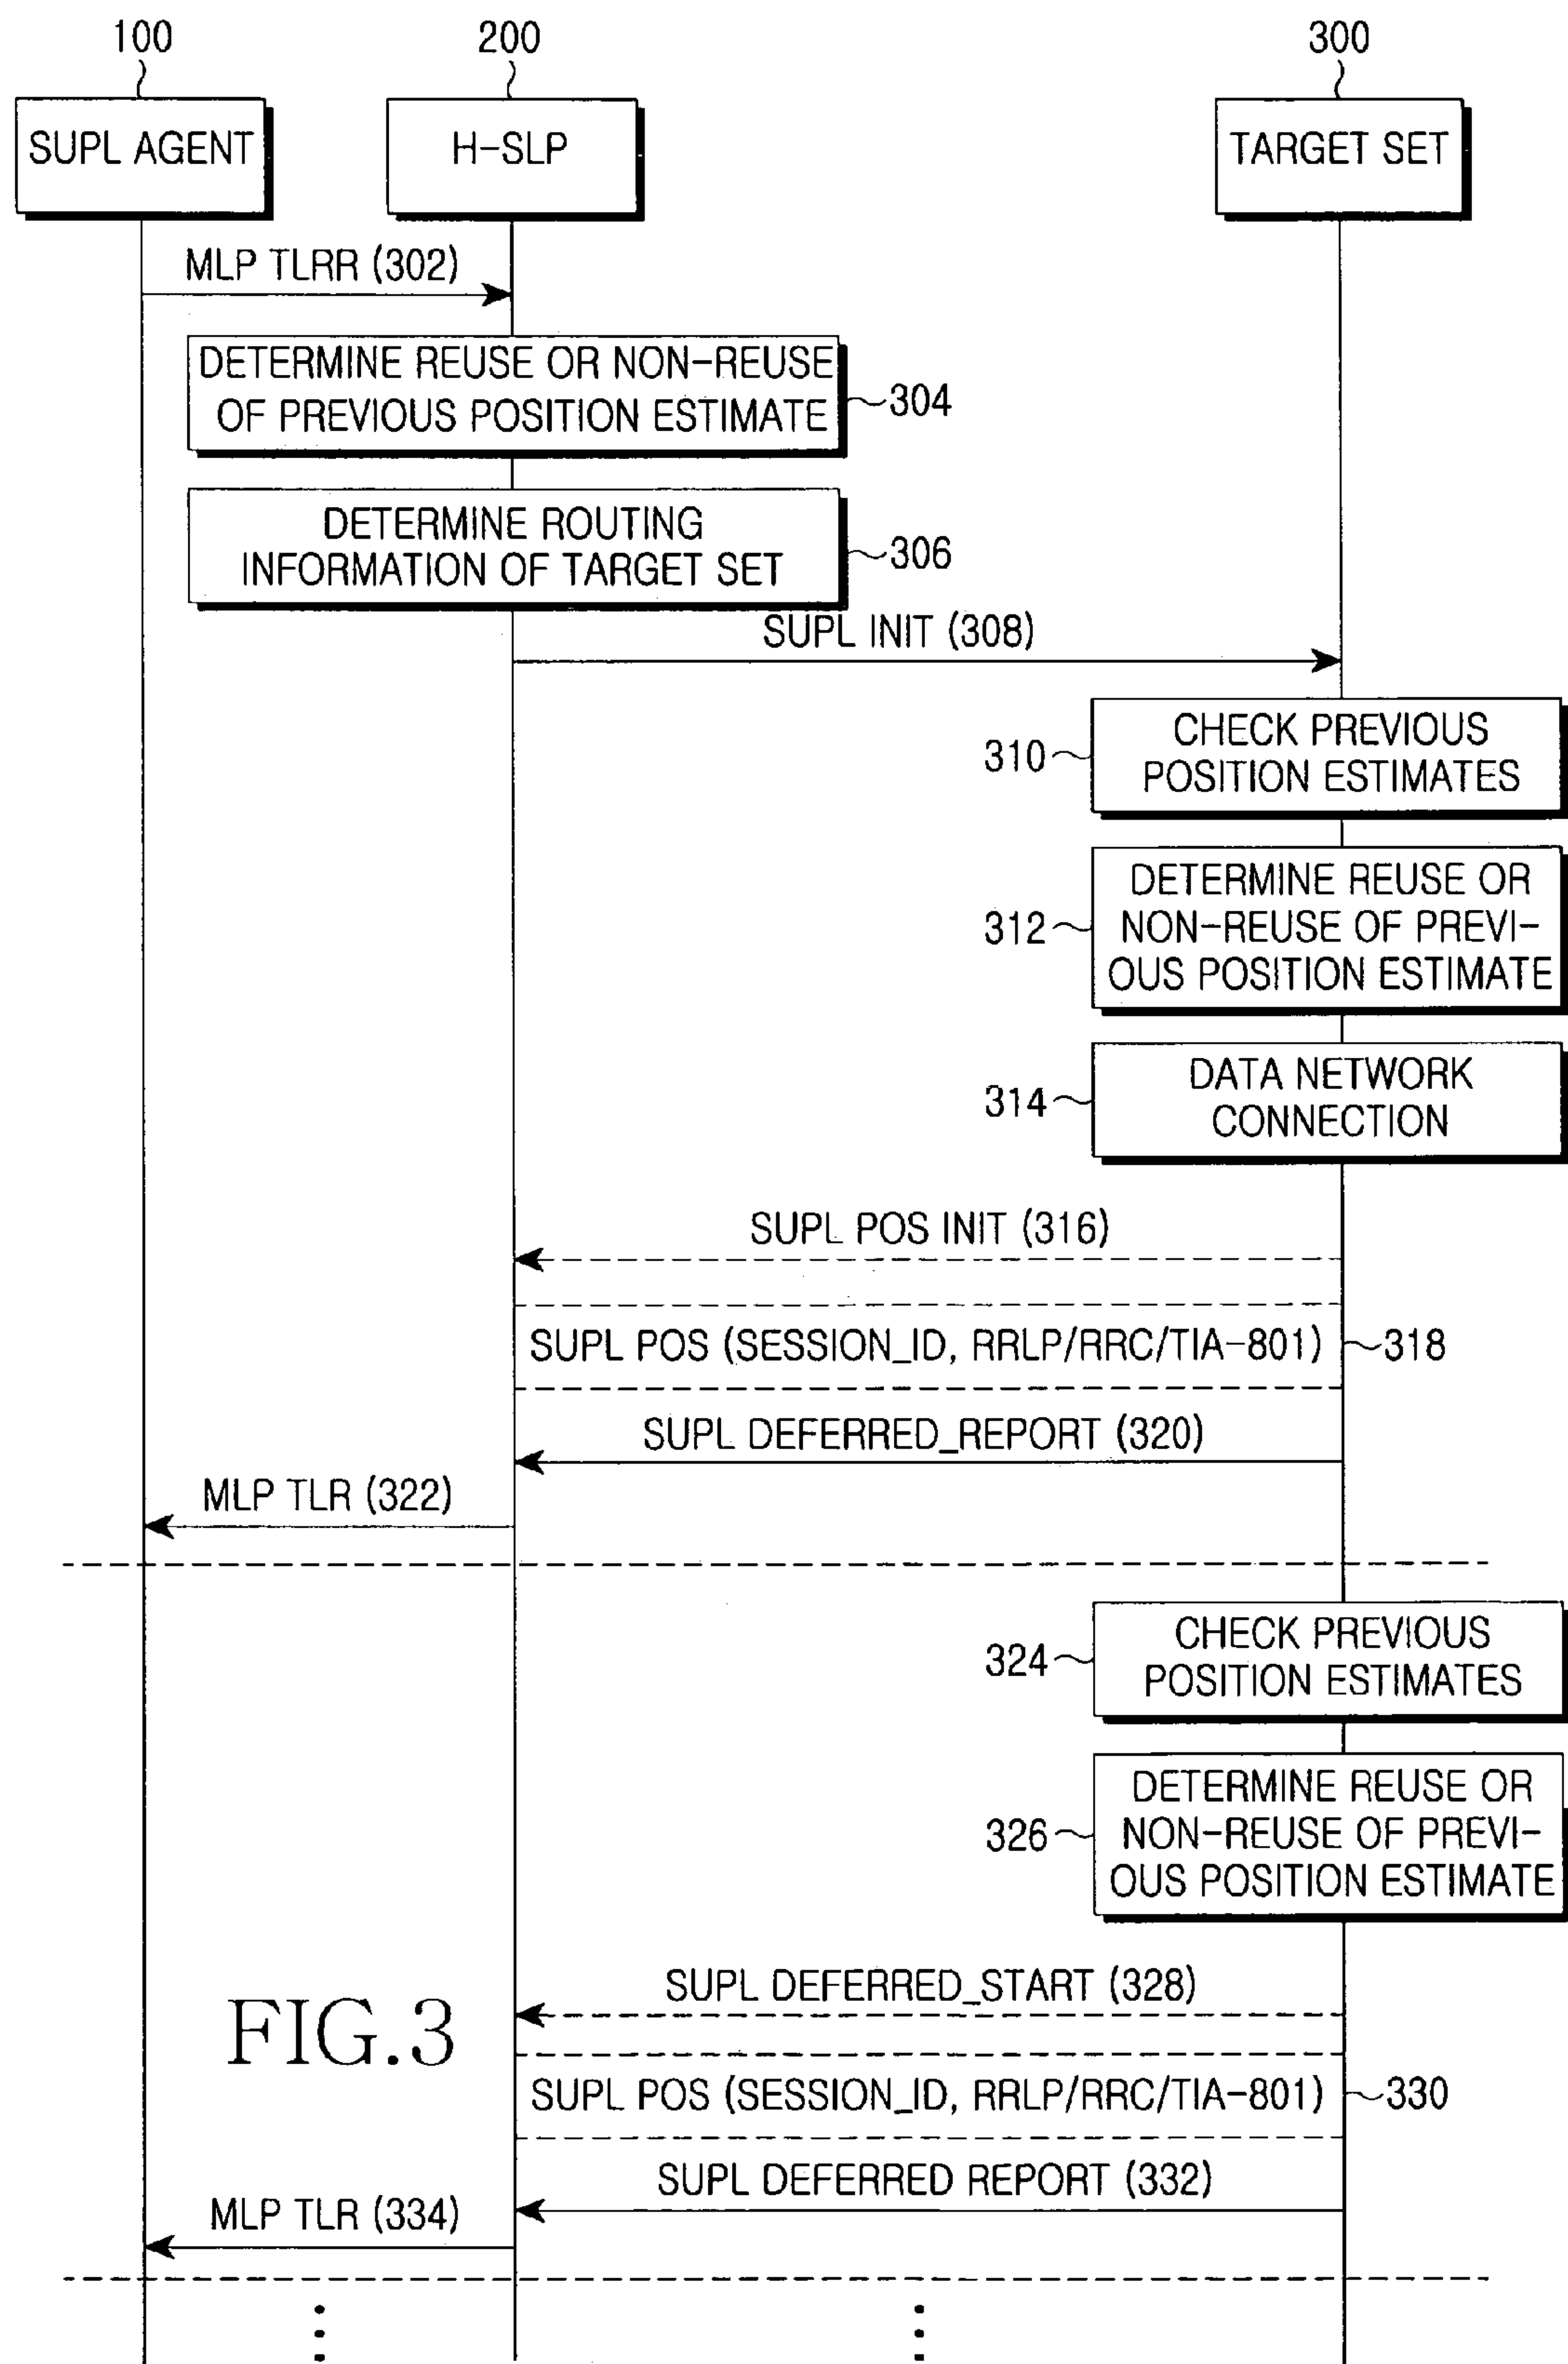 100
200
300
SUPL AGENT
H-SLP
TARGET SET
MLP TLRR (302)
DETERMINE REUSE OR NON-REUSE
OF PREVIOUS POSITION ESTIMATE
304
DETERMINE ROUTING
INFORMATION OF TARGET SET
306
SUPL INIT (308)
310
CHECK PREVIOUS
POSITION ESTIMATES
312
DETERMINE REUSE OR
NON-REUSE OF PREVI-
OUS POSITION ESTIMATE
314
DATA NETWORK
CONNECTION
SUPL POS INIT (316)
SUPL POS (SESSION_ID, RRLP/RRC/TIA-801)
318
SUPL DEFERRED_REPORT (320)
MLP TLR (322)
324
CHECK PREVIOUS
POSITION ESTIMATES
326
DETERMINE REUSE OR
NON-REUSE OF PREVI-
OUS POSITION ESTIMATE
SUPL DEFERRED_START (328)
FIG.3
SUPL POS (SESSION_ID, RRLP/RRC/TIA-801)
330
SUPL DEFERRED REPORT (332)
MLP TLR (334)